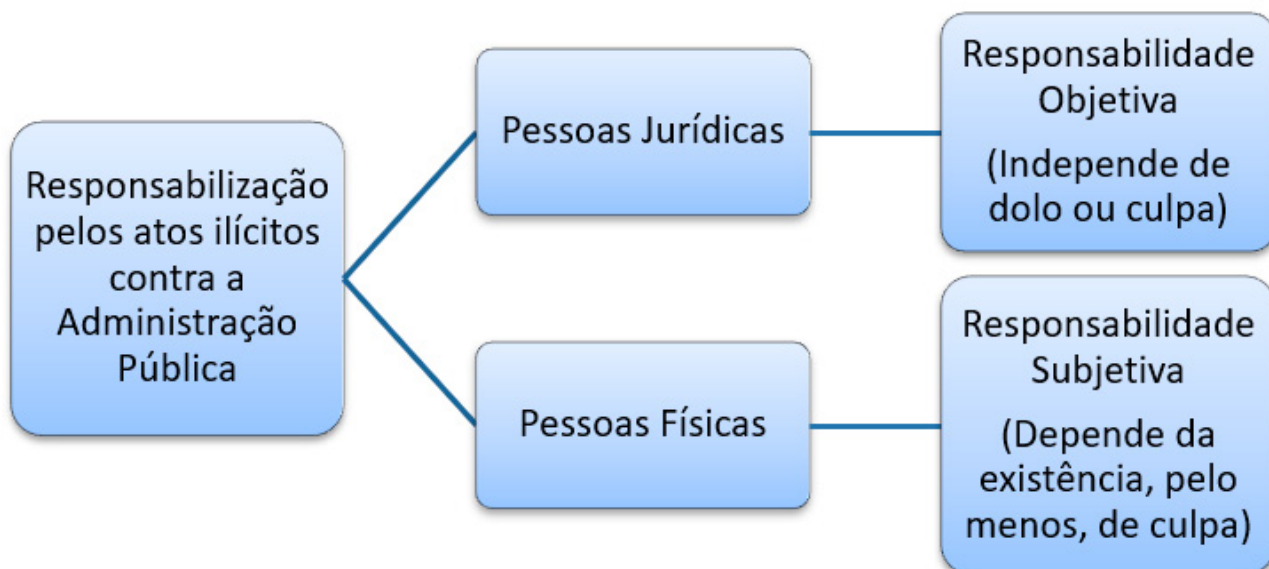 Responsabilização
pelos atos ilícitos
contra a
Administração
Pública
Pessoas Jurídicas
Responsabilidade
Objetiva
(Independe de
dolo ou culpa)
Pessoas Físicas
Responsabilidade
Subjetiva
(Depende da
existência, pelo
menos, de culpa)